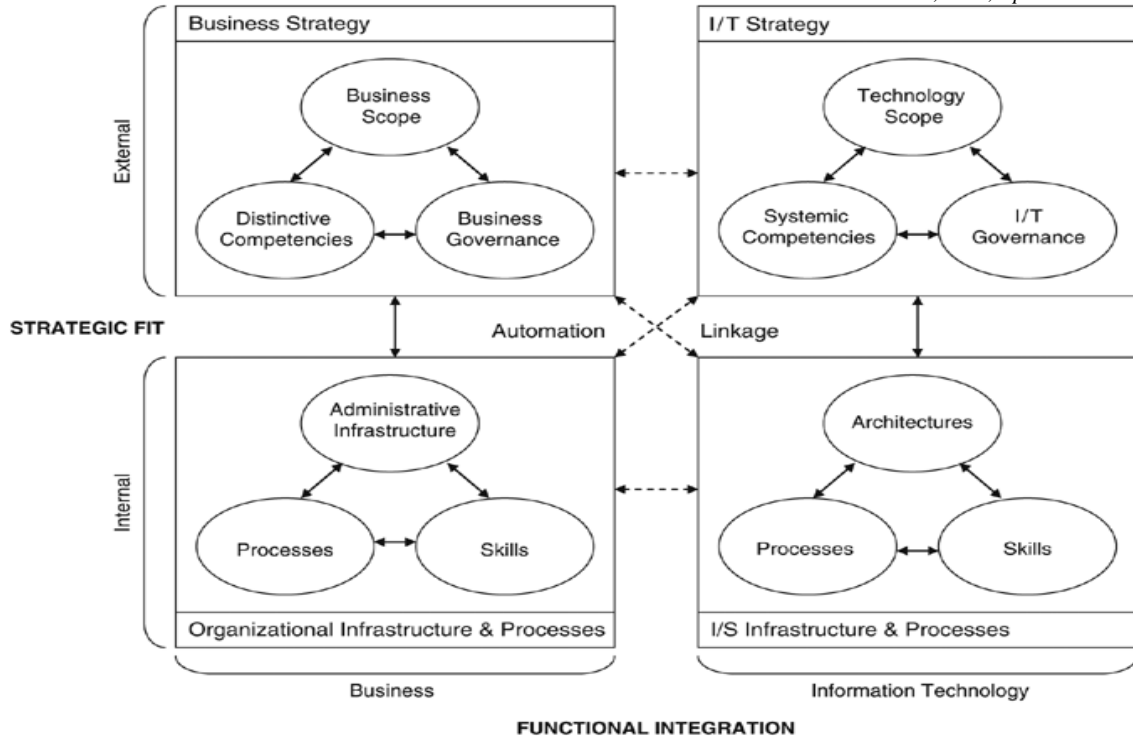 Business Strategy
I/T Strategy
Business
Scope
Technology
Scope
External
Distinctive
Competencies
Business
Governance
Systemic
Competencies
I/T
Governance
STRATEGIC FIT
Automation
Linkage
Administrative
Infrastructure
Architectures
Internal
Processes
Skills
Processes
Skills
Organizational Infrastructure & Processes
I/S Infrastructure & Processes
Business
Information Technology
FUNCTIONAL INTEGRATION